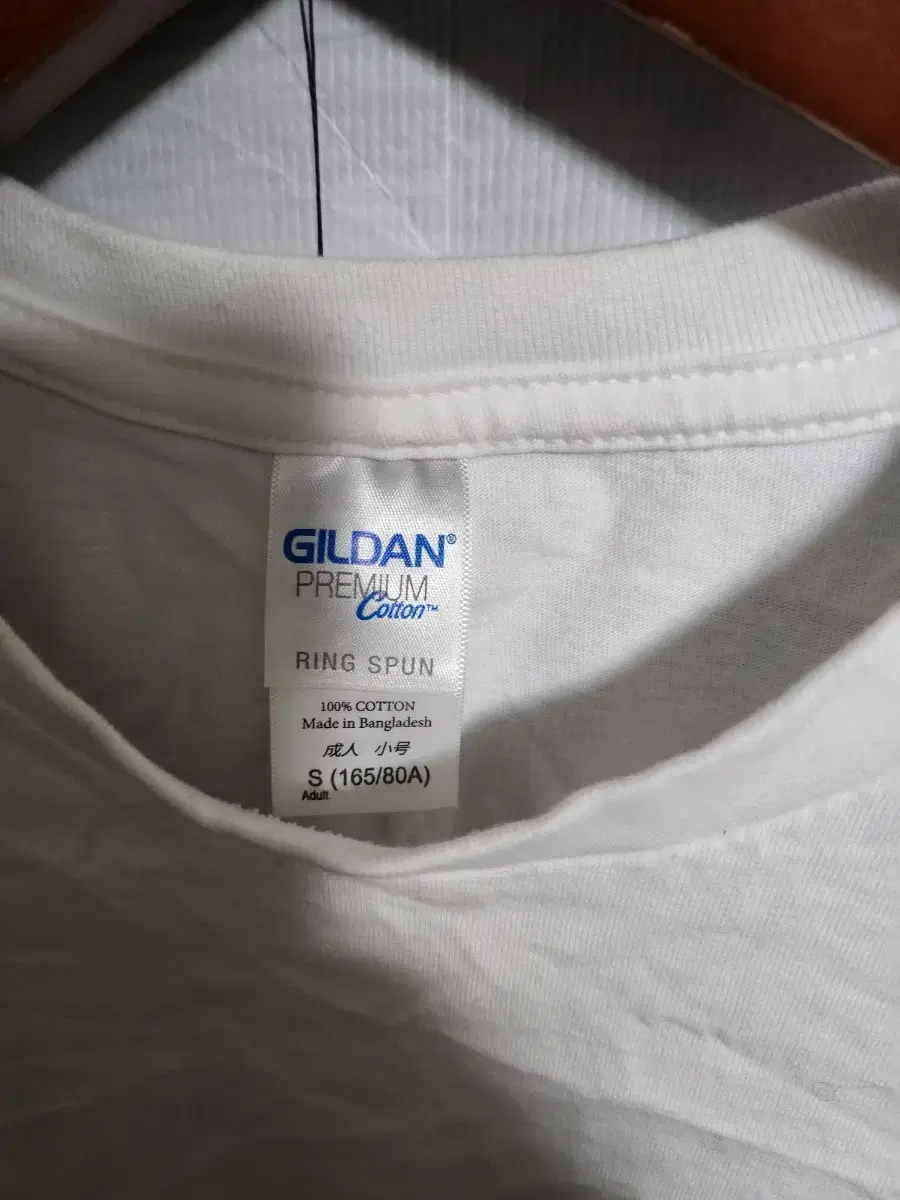 GILDAN®
PREMIUM
Cotton™
RING SPUN
100% COTTON
Made in Bangladesh
成人 小号
S (165/80A)
Adult